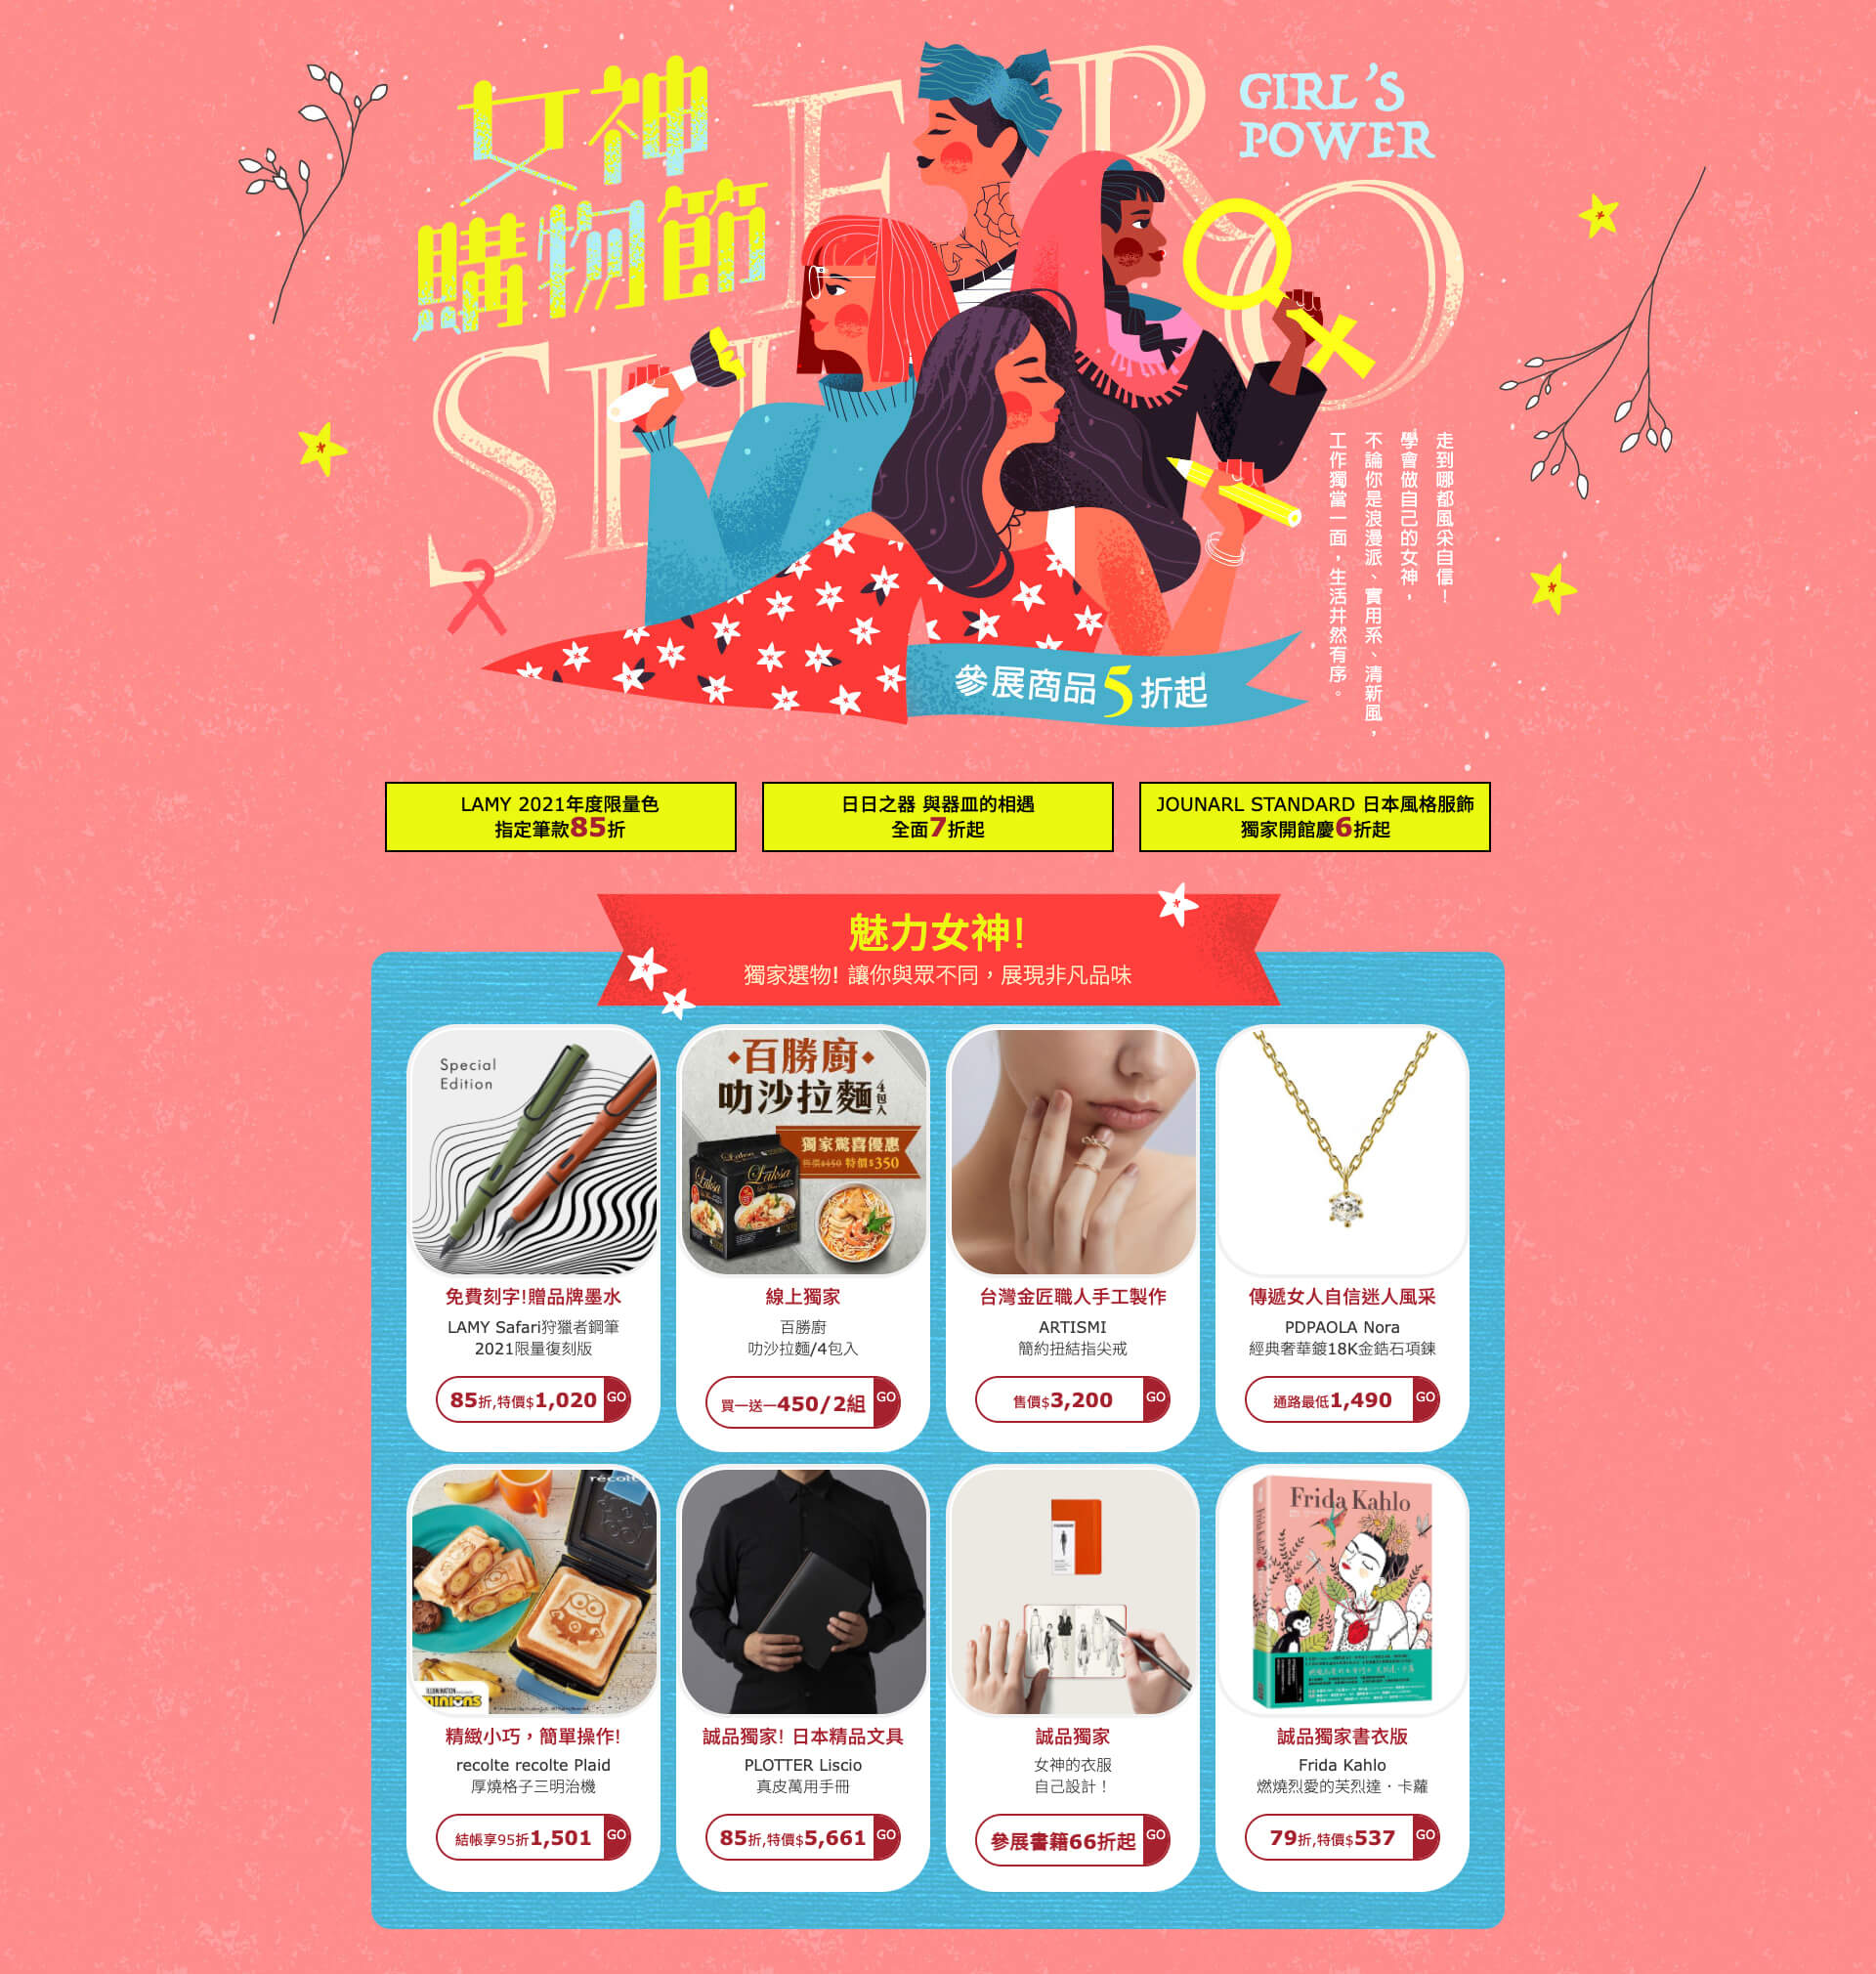 女神
購物節
SHERO
GIRL'S
POWER
走到哪都風采自信！
學會做自己的女神，
不論你是浪漫派、實用系、清新風，
工作獨當一面，生活井然有序。
參展商品5折起
LAMY 2021年度限量色
指定筆款85折
日日之器 與器皿的相遇
全面7折起
JOUNARL STANDARD 日本風格服飾
獨家開館慶6折起
魅力女神!
獨家選物! 讓你與眾不同，展現非凡品味
Special
Edition
百勝廚
叻沙拉麵4包入
獨家驚喜優惠
售價$450 特價$350
Laksa
Laksa
免費刻字!贈品牌墨水
LAMY Safari狩獵者鋼筆
2021限量復刻版
85折,特價$1,020 GO
線上獨家
百勝廚
叻沙拉麵/4包入
買一送一450/2組 GO
台灣金匠職人手工製作
ARTISMI
簡約扭結指尖戒
售價$3,200 GO
傳遞女人自信迷人風采
PDPAOLA Nora
經典奢華鍍18K金鋯石項鍊
通路最低1,490 GO
récolte
ILLUMINATION
MINIONS
Frida Kahlo
Frida Kahlo
精緻小巧，簡單操作!
recolte recolte Plaid
厚燒格子三明治機
結帳享95折1,501 GO
誠品獨家! 日本精品文具
PLOTTER Liscio
真皮萬用手冊
85折,特價$5,661 GO
誠品獨家
女神的衣服
自己設計！
參展書籍66折起 GO
誠品獨家書衣版
Frida Kahlo
燃燒烈愛的芙烈達・卡蘿
79折,特價$537 GO